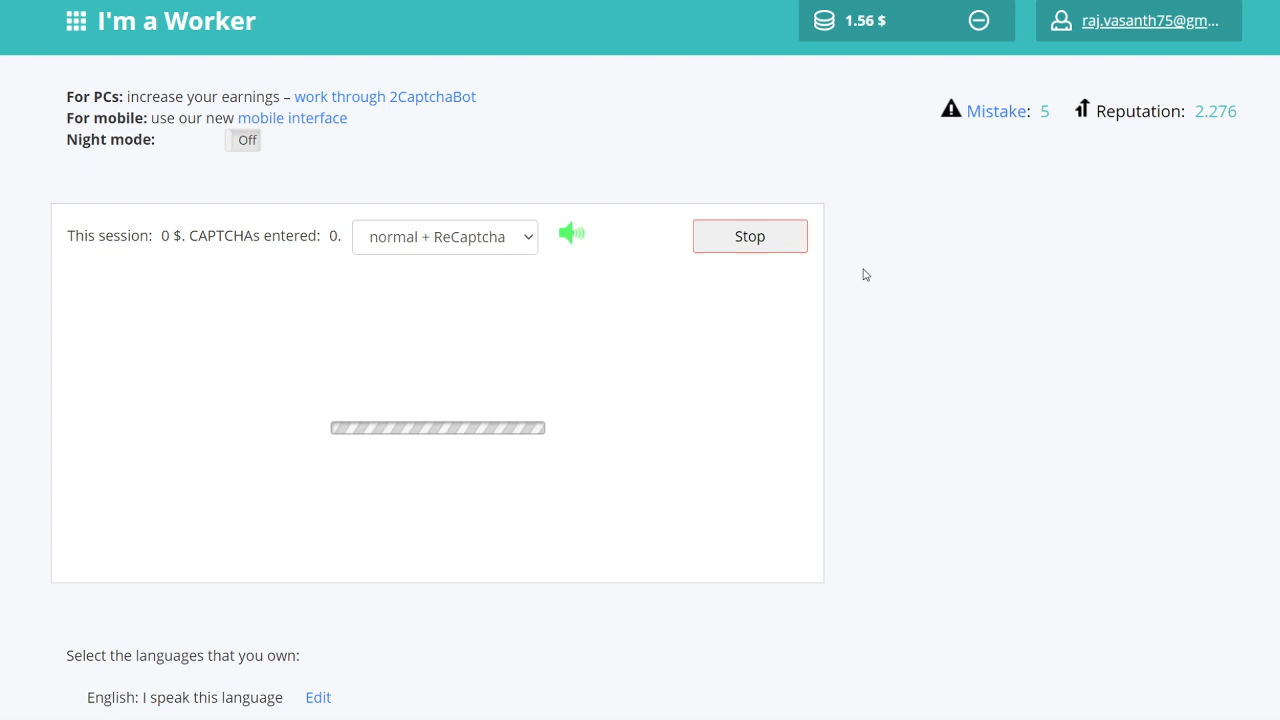 I'm a Worker
1.56 $
raj.vasanth75@gm...
For PCs: increase your earnings – work through 2CaptchaBot
For mobile: use our new mobile interface
Night mode: Off
Mistake: 5 Reputation: 2.276
This session: 0 $. CAPTCHAs entered: 0. normal + ReCaptcha Stop
Select the languages that you own:
English: I speak this language Edit